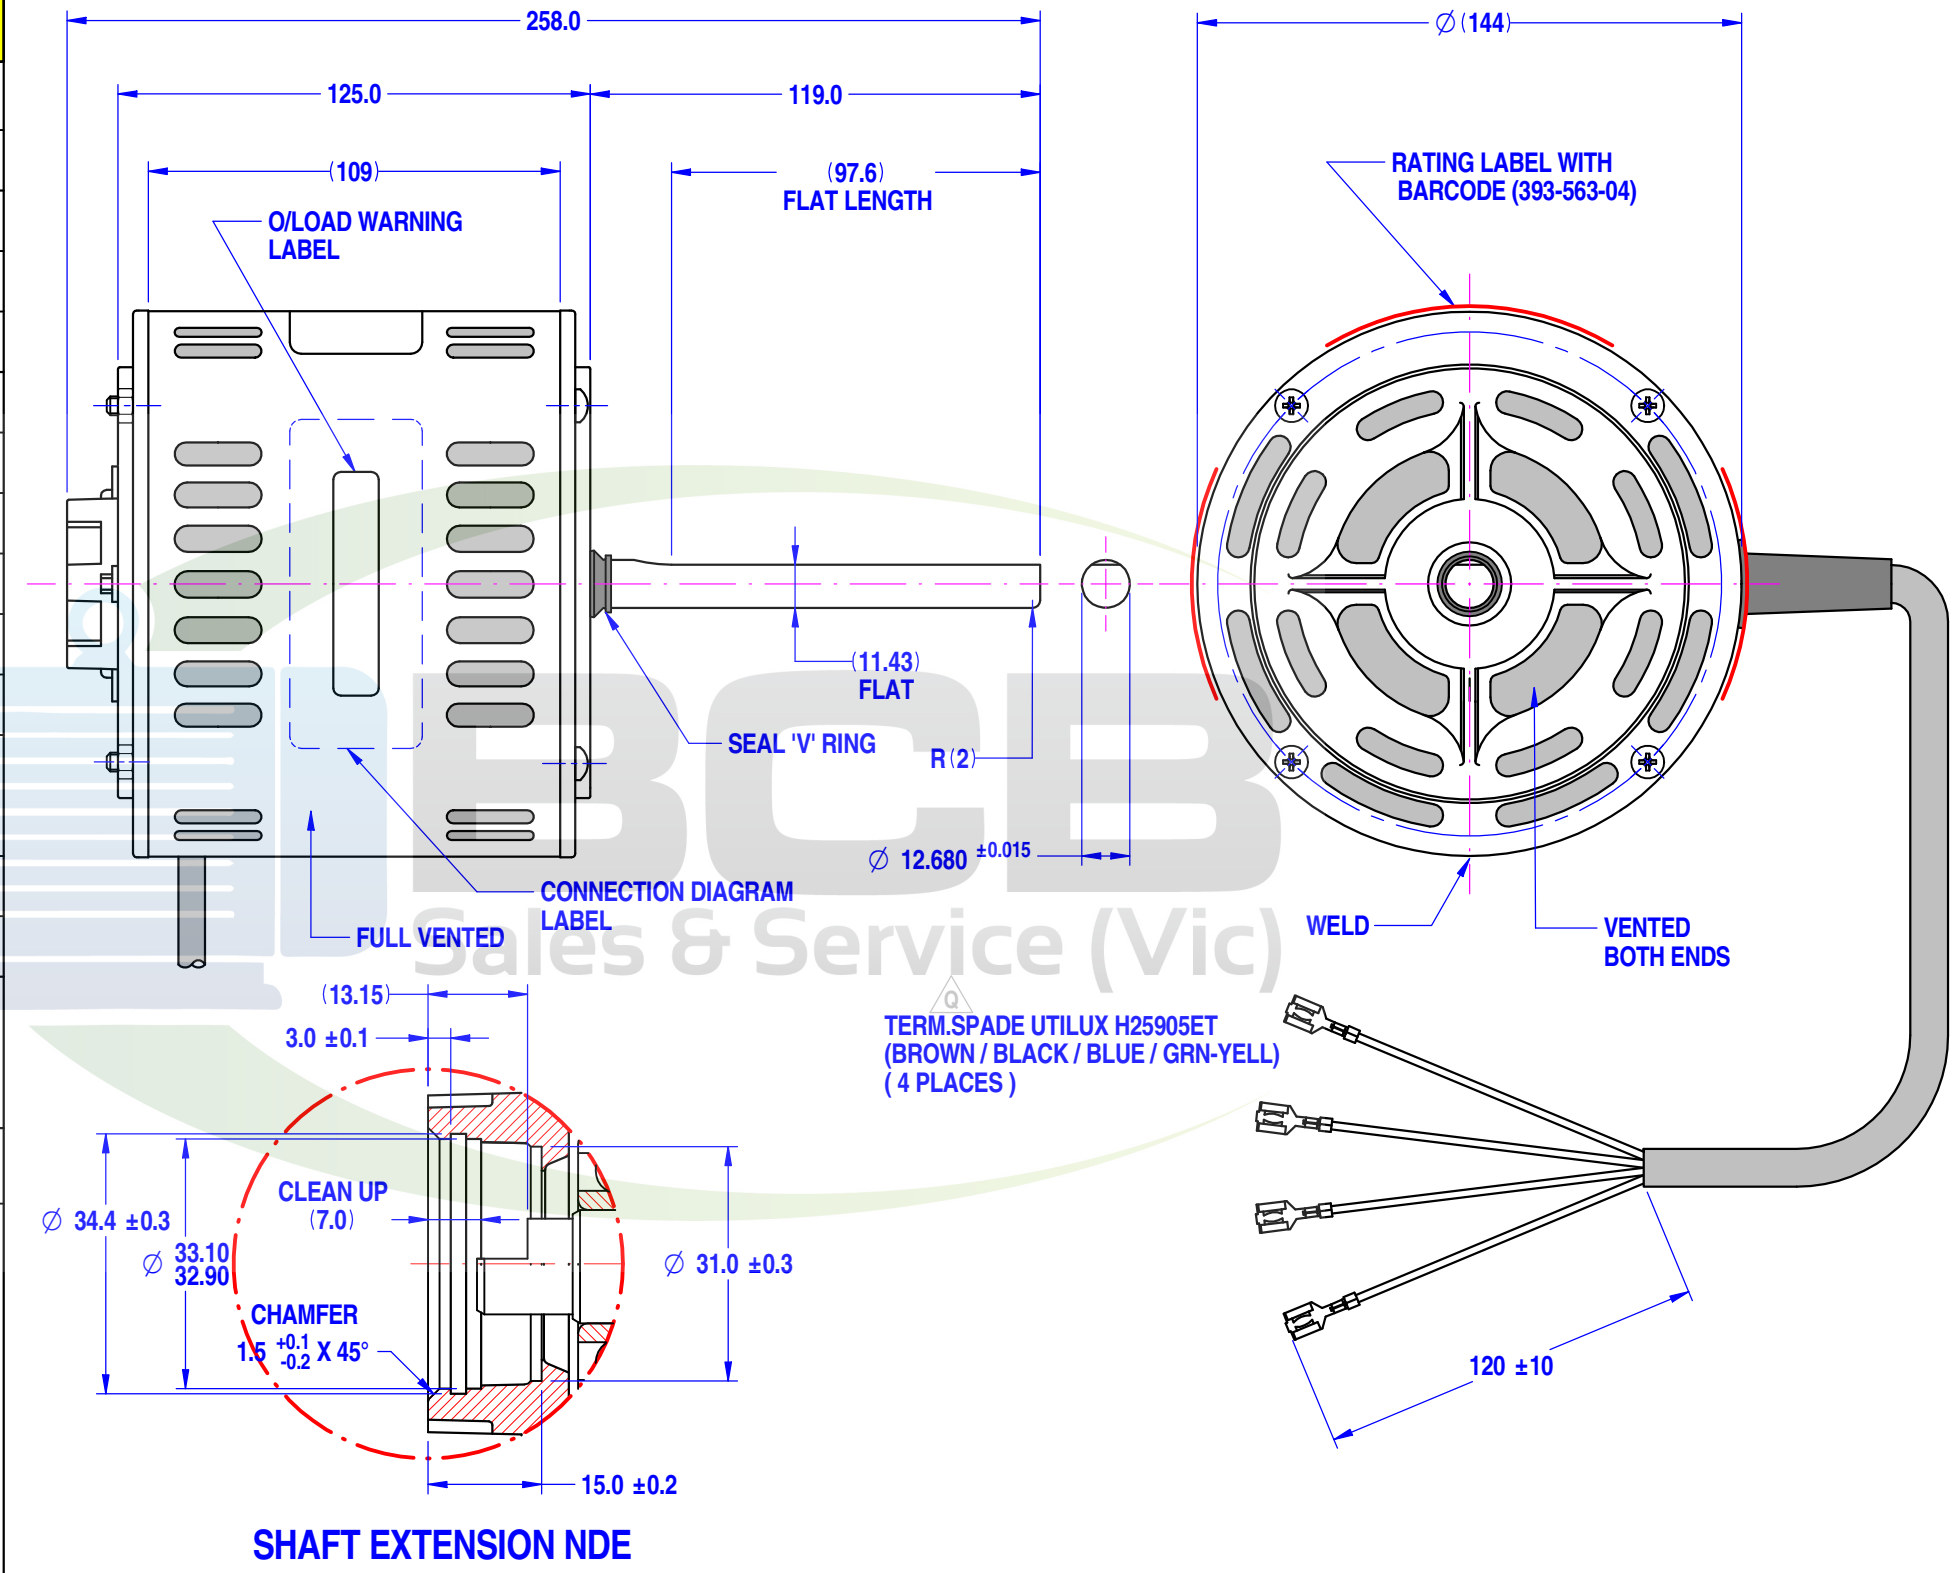 258.0
Ø (144)
125.0
119.0
(109)
(97.6)
FLAT LENGTH
RATING LABEL WITH
BARCODE (393-563-04)
O/LOAD WARNING
LABEL
(11.43)
FLAT
SEAL 'V' RING
R (2)
Ø 12.680 ±0.015
CONNECTION DIAGRAM
LABEL
FULL VENTED
WELD
VENTED
BOTH ENDS
BCB
Sales & Service (Vic)
Q
TERM.SPADE UTILUX H25905ET
(BROWN / BLACK / BLUE / GRN-YELL)
( 4 PLACES )
(13.15)
3.0 ±0.1
CLEAN UP
(7.0)
Ø 34.4 ±0.3
Ø 33.10
32.90
Ø 31.0 ±0.3
CHAMFER
1.5 +0.1 -0.2 X 45°
120 ±10
15.0 ±0.2
SHAFT EXTENSION NDE